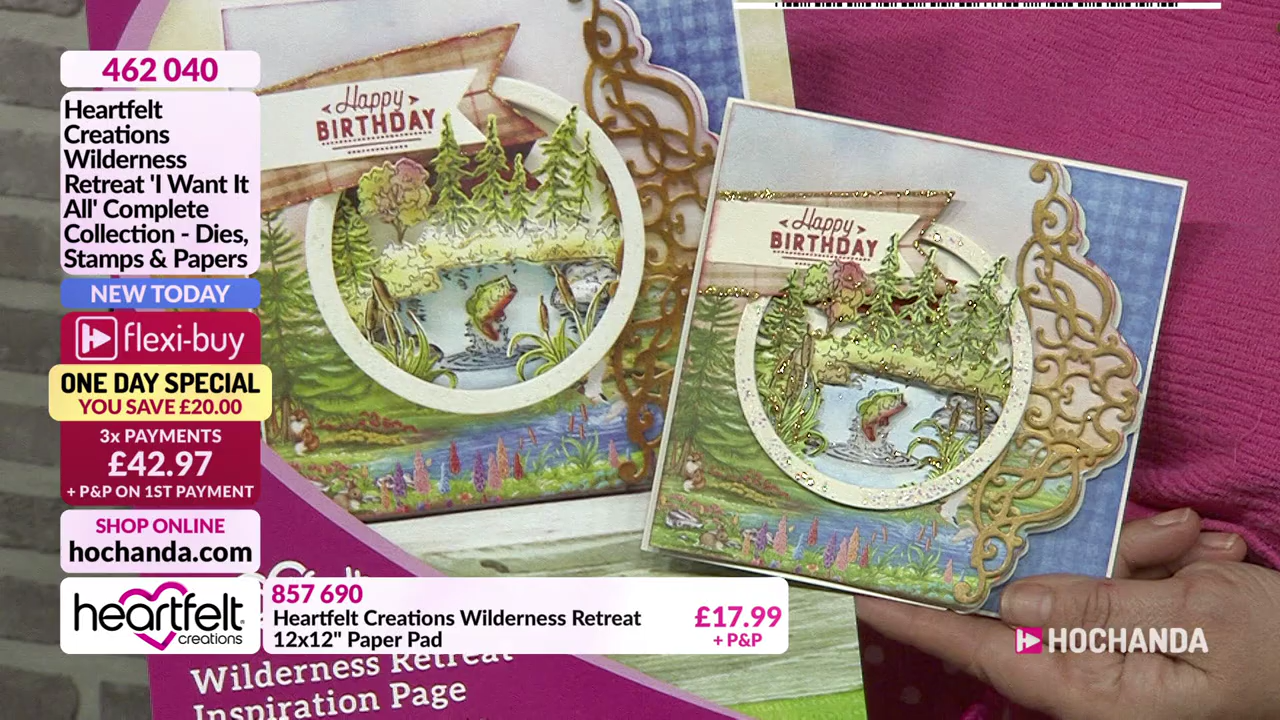 462 040
Heartfelt
Creations
Wilderness
Retreat 'I Want It
All' Complete
Collection - Dies,
Stamps & Papers
NEW TODAY
flexi-buy
ONE DAY SPECIAL
YOU SAVE £20.00
3x PAYMENTS
£42.97
+ P&P ON 1ST PAYMENT
SHOP ONLINE
hochanda.com
heartfelt
creations
857 690
Heartfelt Creations Wilderness Retreat
12x12" Paper Pad
£17.99
+ P&P
HOCHANDA
Happy
BIRTHDAY
Happy
BIRTHDAY
Wilderness Retreat
Inspiration Page